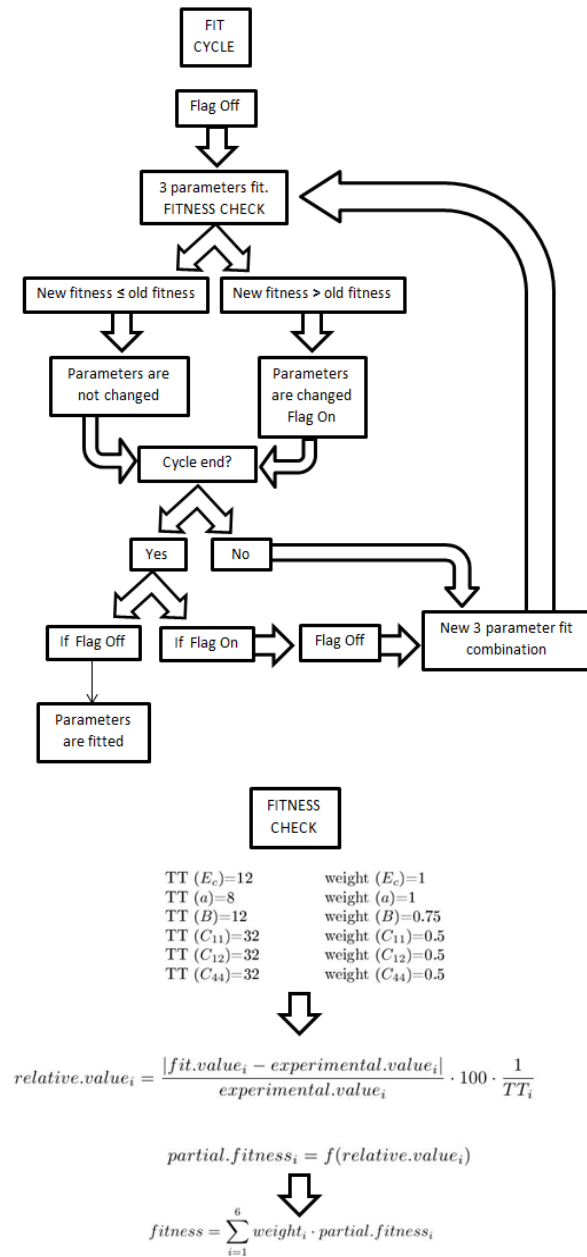 FIT
CYCLE
Flag Off
3 parameters fit.
FITNESS CHECK
New fitness ≤ old fitness
New fitness > old fitness
Parameters are
not changed
Parameters
are changed
Flag On
Cycle end?
Yes
No
If Flag Off
If Flag On
Flag Off
New 3 parameter fit
combination
Parameters
are fitted
FITNESS
CHECK
TT (E_c)=12 weight (E_c)=1
TT (a)=8 weight (a)=1
TT (B)=12 weight (B)=0.75
TT (C_11)=32 weight (C_11)=0.5
TT (C_12)=32 weight (C_12)=0.5
TT (C_44)=32 weight (C_44)=0.5
relative.value_i = |fit.value_i − experimental.value_i| / experimental.value_i · 100 · 1 / TT_i
partial.fitness_i = f(relative.value_i)
fitness = ∑_{i=1}^{6} weight_i · partial.fitness_i